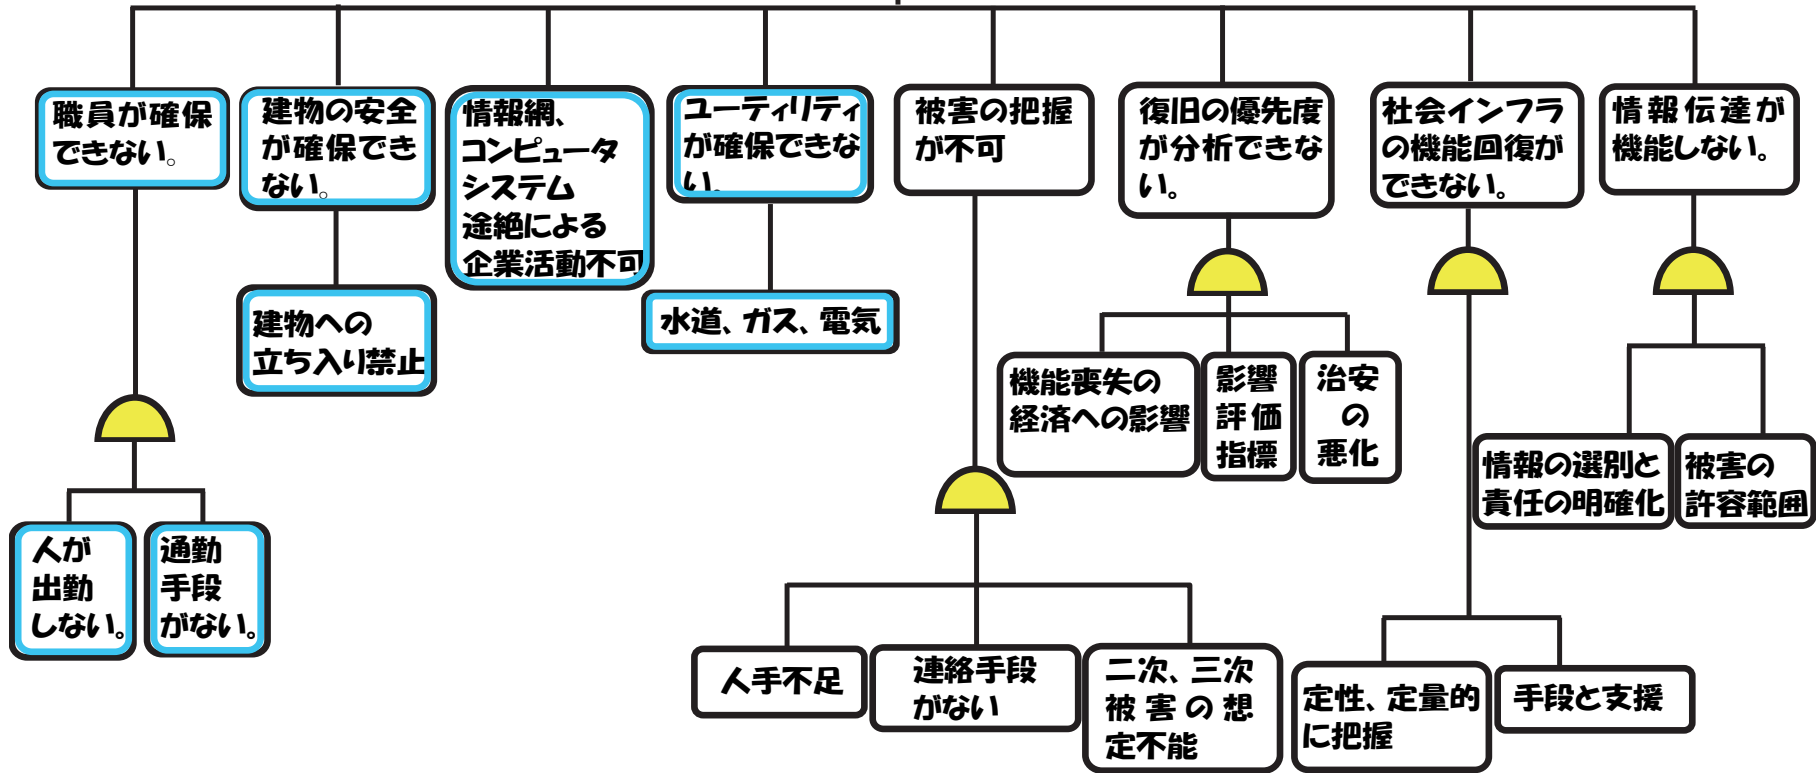 職員が確保
できない。
建物の安全
が確保でき
ない。
情報網、
コンピュータ
システム
途絶による
企業活動不可
ユーティリティ
が確保できな
い。
被害の把握
が不可
復旧の優先度
が分析できな
い。
社会インフラ
の機能回復が
できない。
情報伝達が
機能しない。
建物への
立ち入り禁止
水道、ガス、電気
機能喪失の
経済への影響
影響
評価
指標
治安
の
悪化
情報の選別と
責任の明確化
被害の
許容範囲
人が
出勤
しない。
通勤
手段
がない。
人手不足
連絡手段
がない
二次、三次
被害の想
定不能
定性、定量的
に把握
手段と支援